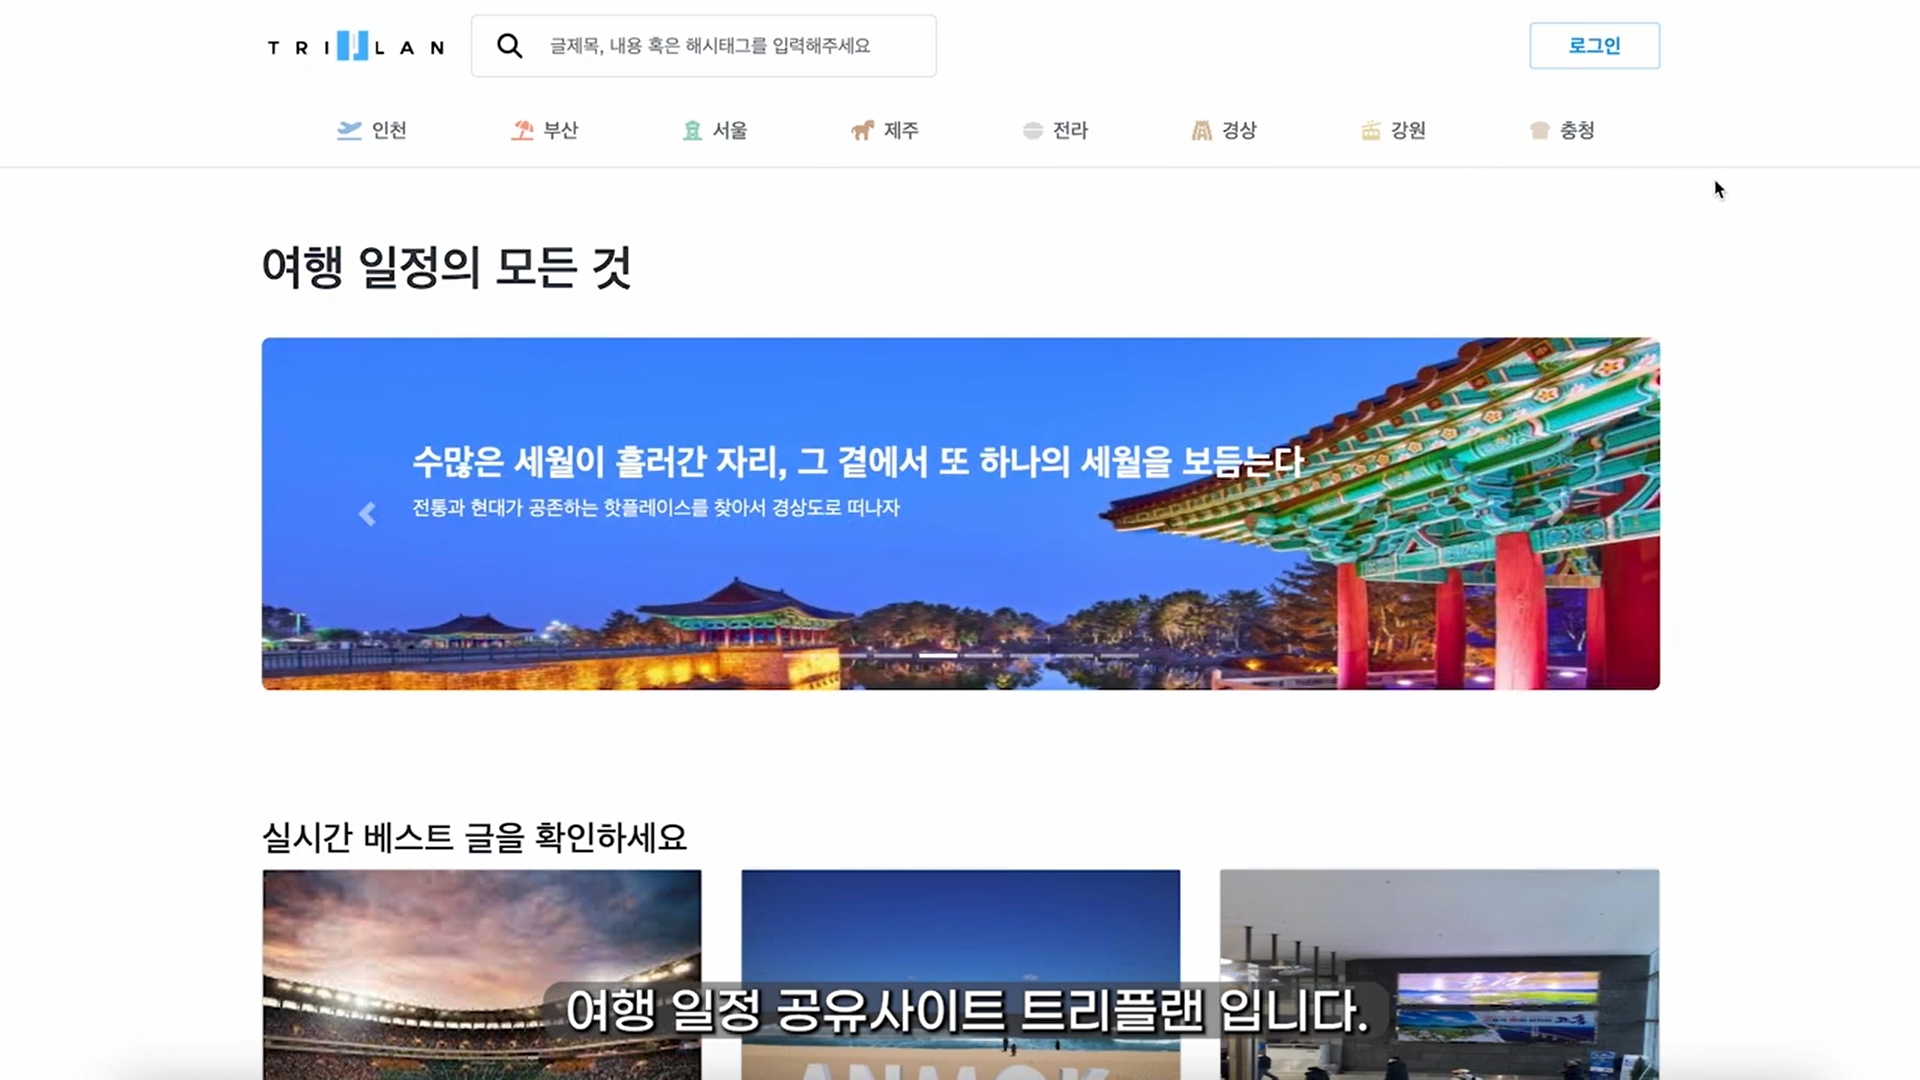 TRIPLAN
글제목, 내용 혹은 해시태그를 입력해주세요
로그인
인천
부산
서울
제주
전라
경상
강원
충청
여행 일정의 모든 것
수많은 세월이 흘러간 자리, 그 곁에서 또 하나의 세월을 보듬는다
전통과 현대가 공존하는 핫플레이스를 찾아서 경상도로 떠나자
실시간 베스트 글을 확인하세요
여행 일정 공유사이트 트리플랜 입니다.
ANMOK